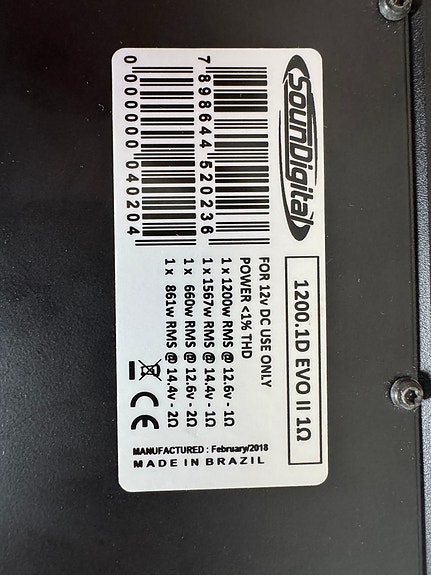 SounDigital
1200.1D EVO II 1Ω
7 898644 520236
0 000000 040204
FOR 12v DC USE ONLY
POWER <1% THD
1 x 1200w RMS @ 12.6v - 1Ω
1 x 1567w RMS @ 14.4v - 1Ω
1 x 660w RMS @ 12.6v - 2Ω
1 x 861w RMS @ 14.4v - 2Ω
CE
MANUFACTURED : February/2018
MADE IN BRAZIL